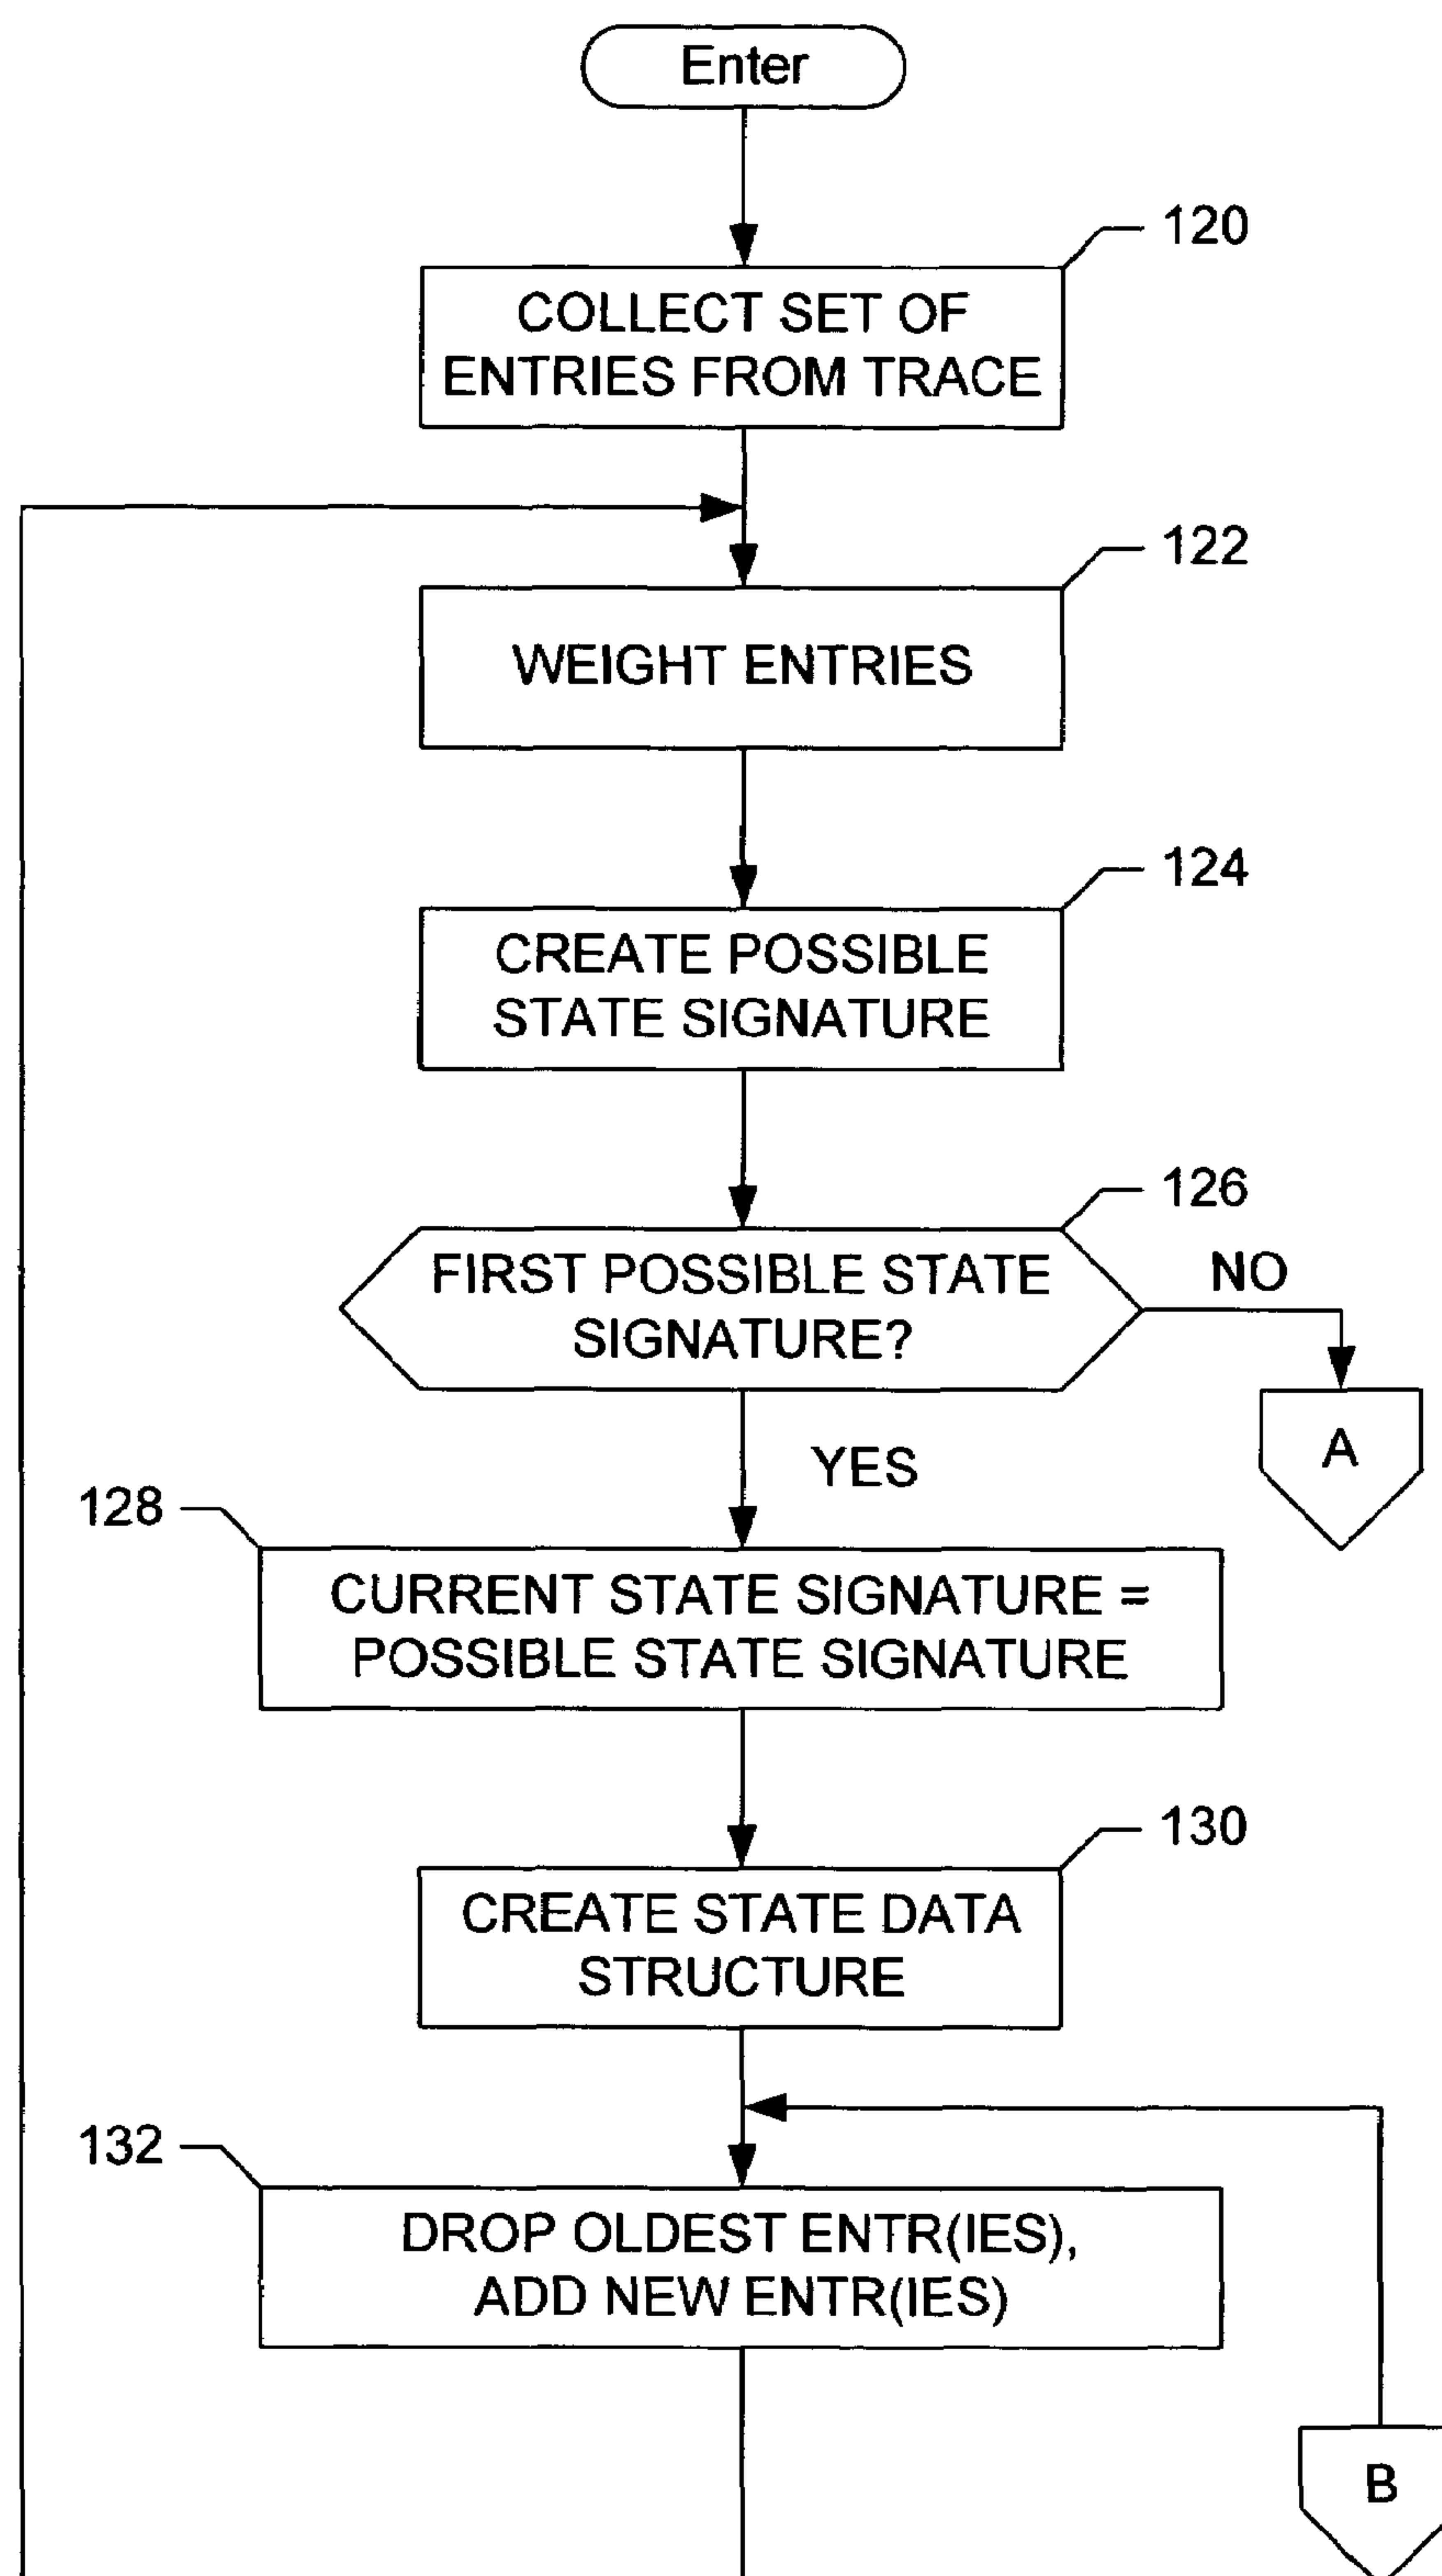 Enter
120
COLLECT SET OF
ENTRIES FROM TRACE
122
WEIGHT ENTRIES
124
CREATE POSSIBLE
STATE SIGNATURE
126
FIRST POSSIBLE STATE
SIGNATURE?
NO
A
YES
128
CURRENT STATE SIGNATURE =
POSSIBLE STATE SIGNATURE
130
CREATE STATE DATA
STRUCTURE
132
DROP OLDEST ENTR(IES),
ADD NEW ENTR(IES)
B